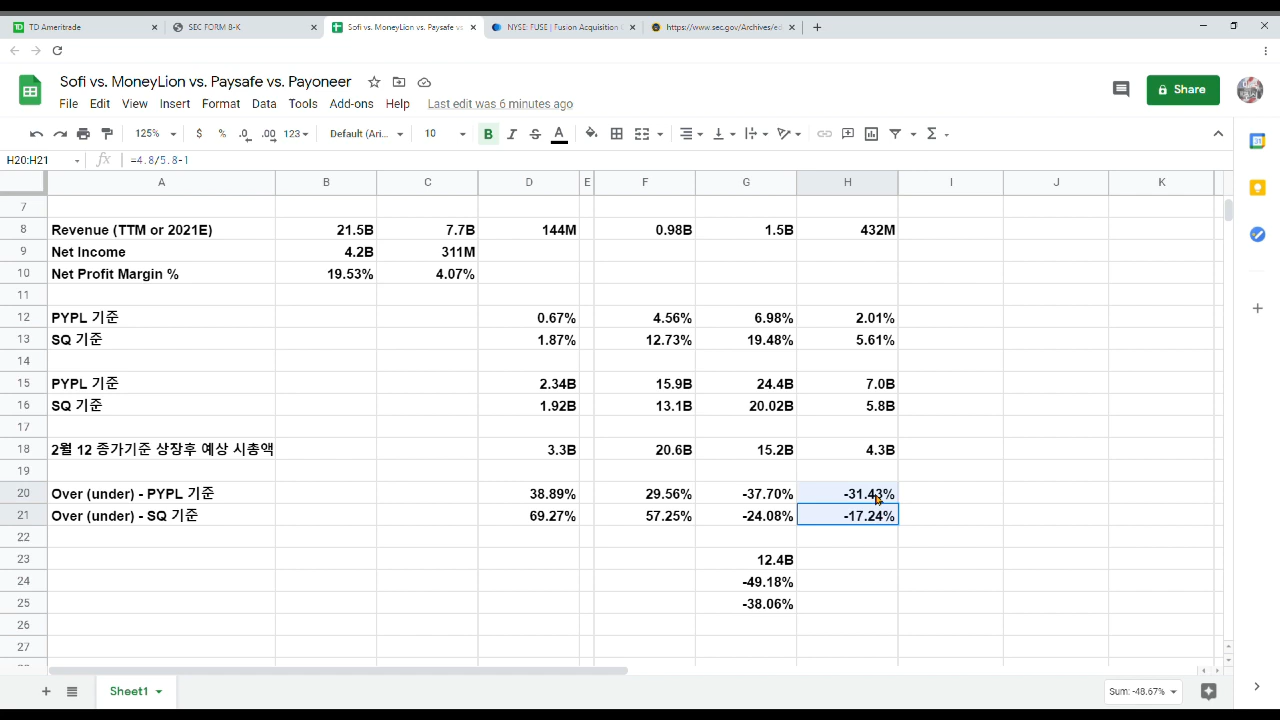 TD Ameritrade
SEC FORM 8-K
Sofi vs. MoneyLion vs. Paysafe vs
NYSE: FUSE | Fusion Acquisition
https://www.sec.gov/Archives/ed
Sofi vs. MoneyLion vs. Paysafe vs. Payoneer
File Edit View Insert Format Data Tools Add-ons Help Last edit was 6 minutes ago
Share
125% $ % .0 .00 123 Default (Ari... 10 B I S A
H20:H21 fx =4.8/5.8-1
A B C D E F G H I J K
7
8 Revenue (TTM or 2021E) 21.5B 7.7B 144M 0.98B 1.5B 432M
9 Net Income 4.2B 311M
10 Net Profit Margin % 19.53% 4.07%
11
12 PYPL 기준 0.67% 4.56% 6.98% 2.01%
13 SQ 기준 1.87% 12.73% 19.48% 5.61%
14
15 PYPL 기준 2.34B 15.9B 24.4B 7.0B
16 SQ 기준 1.92B 13.1B 20.02B 5.8B
17
18 2월 12 종가기준 상장후 예상 시총액 3.3B 20.6B 15.2B 4.3B
19
20 Over (under) - PYPL 기준 38.89% 29.56% -37.70% -31.43%
21 Over (under) - SQ 기준 69.27% 57.25% -24.08% -17.24%
22
23 12.4B
24 -49.18%
25 -38.06%
26
27
Sheet1
Sum: -48.67%